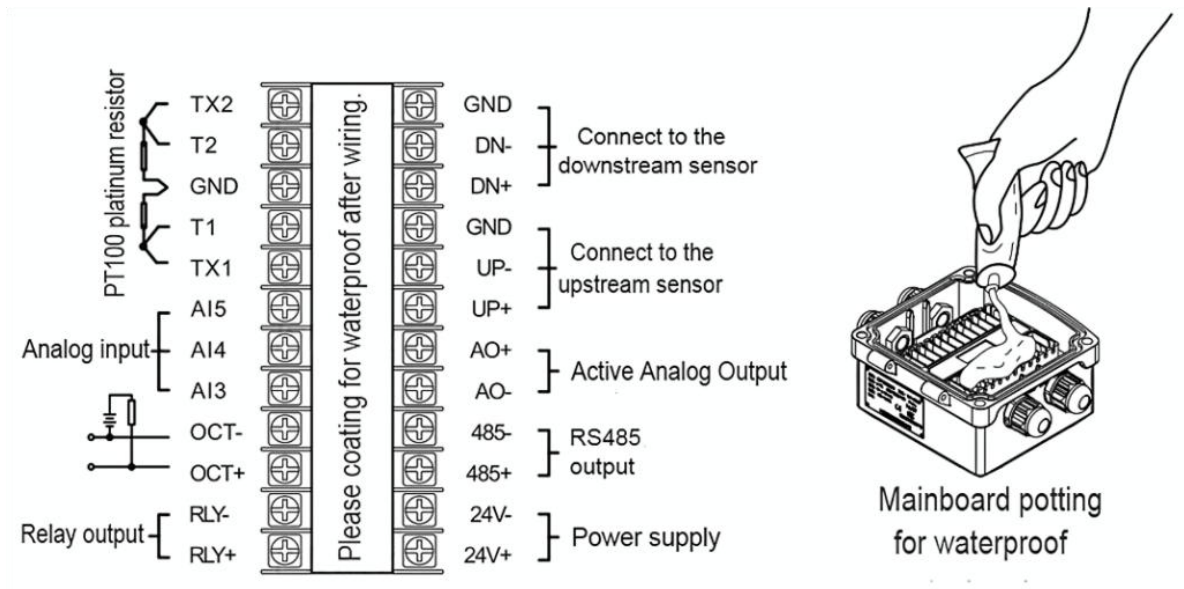 PT100 platinum resistor
TX2
T2
GND
T1
TX1
Analog input
AI5
AI4
AI3
OCT-
OCT+
Relay output
RLY-
RLY+
Please coating for waterproof after wiring.
GND
DN-
DN+
Connect to the
downstream sensor
GND
UP-
UP+
Connect to the
upstream sensor
AO+
AO-
Active Analog Output
485-
485+
RS485
output
24V-
24V+
Power supply
Mainboard potting
for waterproof